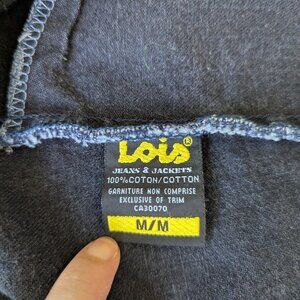 Lois®
JEANS & JACKETS
100%COTON/COTTON
GARNITURE NON COMPRISE
EXCLUSIVE OF TRIM
CA30070
M/M